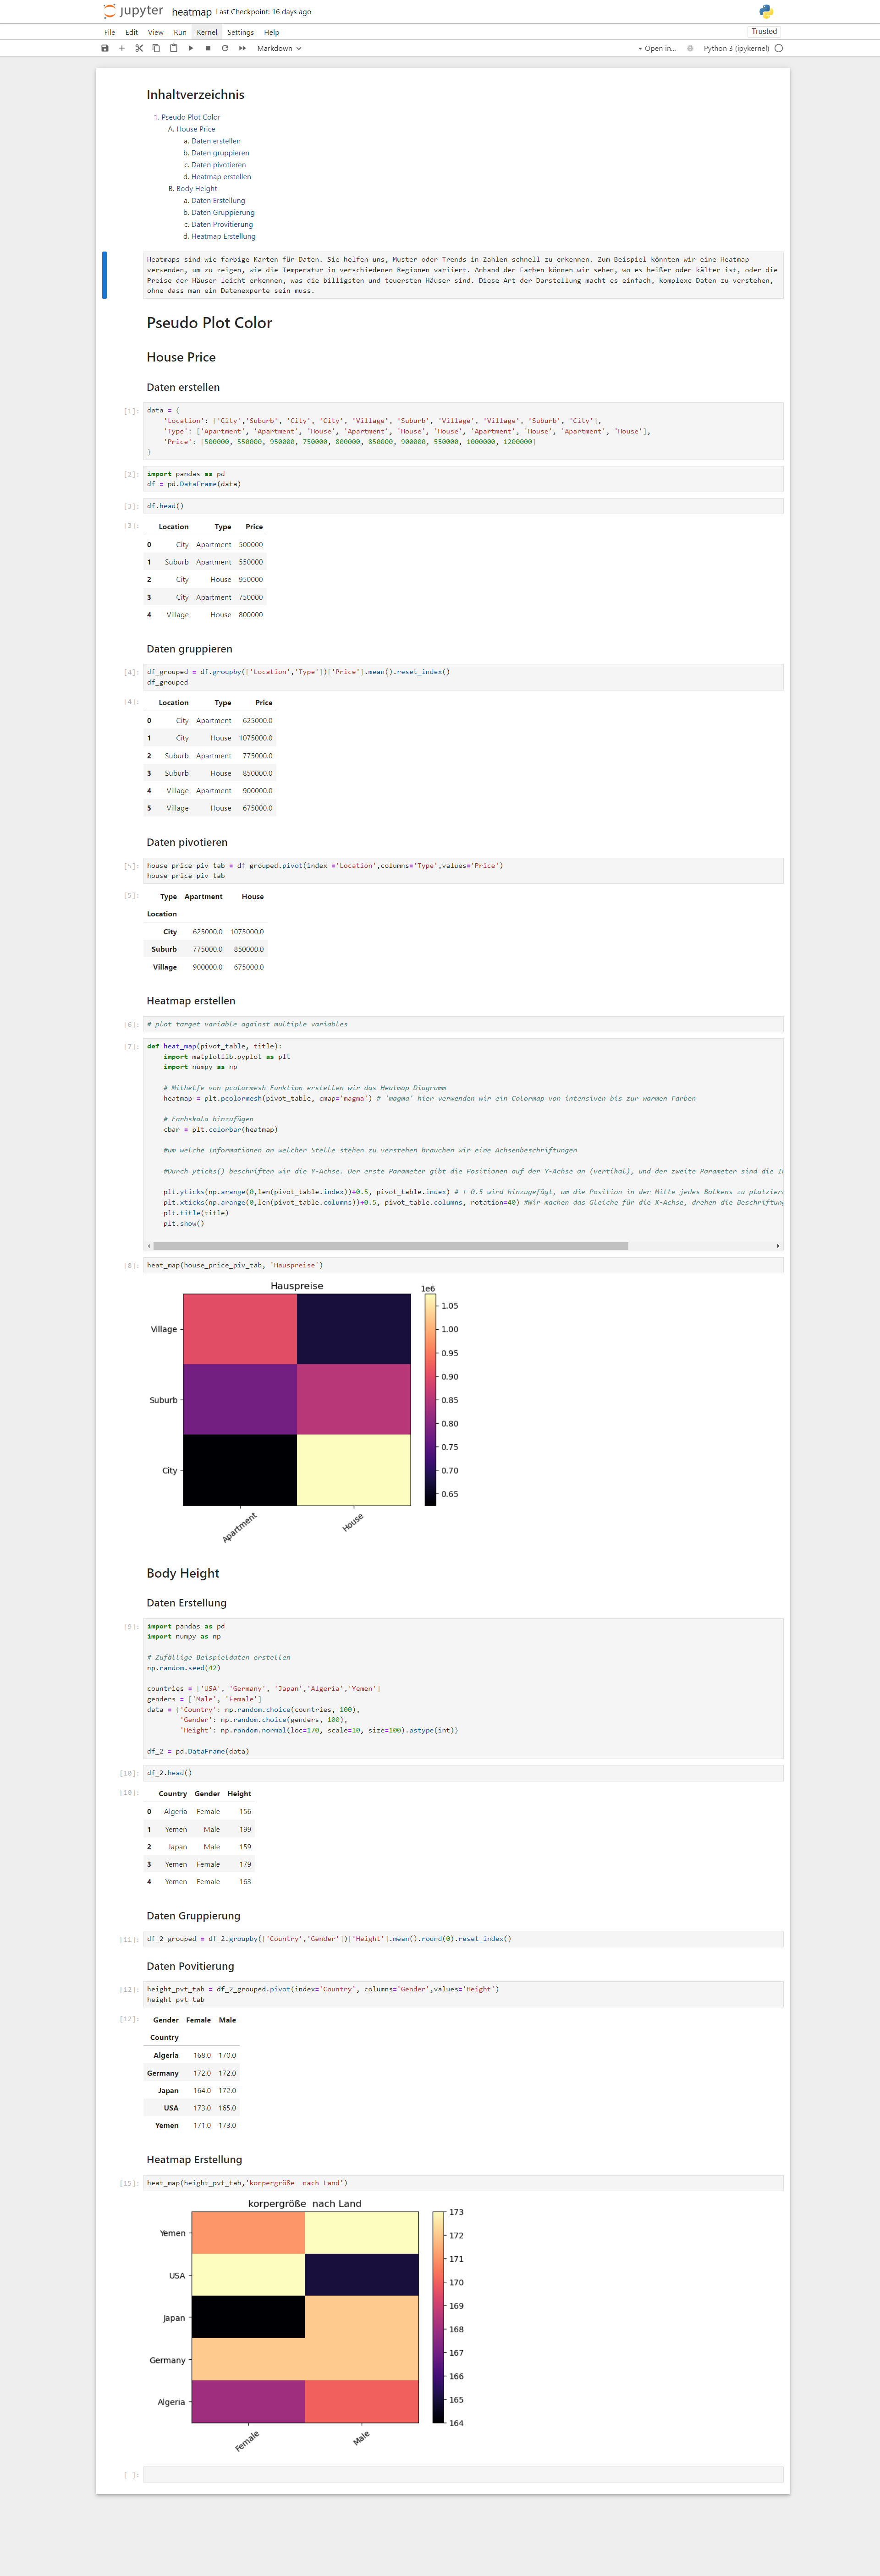 jupyter heatmap Last Checkpoint: 16 days ago
File Edit View Run Kernel Settings Help Trusted
Markdown Open in... Python 3 (ipykernel)
Inhaltverzeichnis
1. Pseudo Plot Color
A. House Price
a. Daten erstellen
b. Daten gruppieren
c. Daten pivotieren
d. Heatmap erstellen
B. Body Height
a. Daten Erstellung
b. Daten Gruppierung
c. Daten Provitierung
d. Heatmap Erstellung
Heatmaps sind wie farbige Karten für Daten. Sie helfen uns, Muster oder Trends in Zahlen schnell zu erkennen. Zum Beispiel könnten wir eine Heatmap
verwenden, um zu zeigen, wie die Temperatur in verschiedenen Regionen variiert. Anhand der Farben können wir sehen, wo es heißer oder kälter ist, oder die
Preise der Häuser leicht erkennen, was die billigsten und teuersten Häuser sind. Diese Art der Darstellung macht es einfach, komplexe Daten zu verstehen,
ohne dass man ein Datenexperte sein muss.
Pseudo Plot Color
House Price
Daten erstellen
[1]: data = {
'Location': ['City','Suburb', 'City', 'City', 'Village', 'Suburb', 'Village', 'Village', 'Suburb', 'City'],
'Type': ['Apartment', 'Apartment', 'House', 'Apartment', 'House', 'House', 'Apartment', 'House', 'Apartment', 'House'],
'Price': [500000, 550000, 950000, 750000, 800000, 850000, 900000, 550000, 1000000, 1200000]
}
[2]: import pandas as pd
df = pd.DataFrame(data)
[3]: df.head()
[3]: Location Type Price
0 City Apartment 500000
1 Suburb Apartment 550000
2 City House 950000
3 City Apartment 750000
4 Village House 800000
Daten gruppieren
[4]: df_grouped = df.groupby(['Location','Type'])['Price'].mean().reset_index()
df_grouped
[4]: Location Type Price
0 City Apartment 625000.0
1 City House 1075000.0
2 Suburb Apartment 775000.0
3 Suburb House 850000.0
4 Village Apartment 900000.0
5 Village House 675000.0
Daten pivotieren
[5]: house_price_piv_tab = df_grouped.pivot(index ='Location',columns='Type',values='Price')
house_price_piv_tab
[5]: Type Apartment House
Location
City 625000.0 1075000.0
Suburb 775000.0 850000.0
Village 900000.0 675000.0
Heatmap erstellen
[6]: # plot target variable against multiple variables
[7]: def heat_map(pivot_table, title):
import matplotlib.pyplot as plt
import numpy as np
# Mithelfe von pcolormesh-Funktion erstellen wir das Heatmap-Diagramm
heatmap = plt.pcolormesh(pivot_table, cmap='magma') # 'magma' hier verwenden wir ein Colormap von intensiven bis zur warmen Farben
# Farbskala hinzufügen
cbar = plt.colorbar(heatmap)
#um welche Informationen an welcher Stelle stehen zu verstehen brauchen wir eine Achsenbeschriftungen
#Durch yticks() beschriften wir die Y-Achse. Der erste Parameter gibt die Positionen auf der Y-Achse an (vertikal), und der zweite Parameter sind die
plt.yticks(np.arange(0,len(pivot_table.index))+0.5, pivot_table.index) # + 0.5 wird hinzugefügt, um die Position in der Mitte jedes Balkens zu platziere
plt.xticks(np.arange(0,len(pivot_table.columns))+0.5, pivot_table.columns, rotation=40) #Wir machen das Gleiche für die X-Achse, drehen die Beschriftung
plt.title(title)
plt.show()
[8]: heat_map(house_price_piv_tab, 'Hauspreise')
Hauspreise
1e6
Village
Suburb
City
Apartment House
1.05
1.00
0.95
0.90
0.85
0.80
0.75
0.70
0.65
Body Height
Daten Erstellung
[9]: import pandas as pd
import numpy as np
# Zufällige Beispieldaten erstellen
np.random.seed(42)
countries = ['USA', 'Germany', 'Japan','Algeria','Yemen']
genders = ['Male', 'Female']
data = {'Country': np.random.choice(countries, 100),
'Gender': np.random.choice(genders, 100),
'Height': np.random.normal(loc=170, scale=10, size=100).astype(int)}
df_2 = pd.DataFrame(data)
[10]: df_2.head()
[10]: Country Gender Height
0 Algeria Female 156
1 Yemen Male 199
2 Japan Male 159
3 Yemen Female 179
4 Yemen Female 163
Daten Gruppierung
[11]: df_2_grouped = df_2.groupby(['Country','Gender'])['Height'].mean().round(0).reset_index()
Daten Povitierung
[12]: height_pvt_tab = df_2_grouped.pivot(index='Country', columns='Gender',values='Height')
height_pvt_tab
[12]: Gender Female Male
Country
Algeria 168.0 170.0
Germany 172.0 172.0
Japan 164.0 172.0
USA 173.0 165.0
Yemen 171.0 173.0
Heatmap Erstellung
[15]: heat_map(height_pvt_tab,'korpergröße  nach Land')
korpergröße  nach Land
Yemen
USA
Japan
Germany
Algeria
Female Male
173
172
171
170
169
168
167
166
165
164
[ ]: